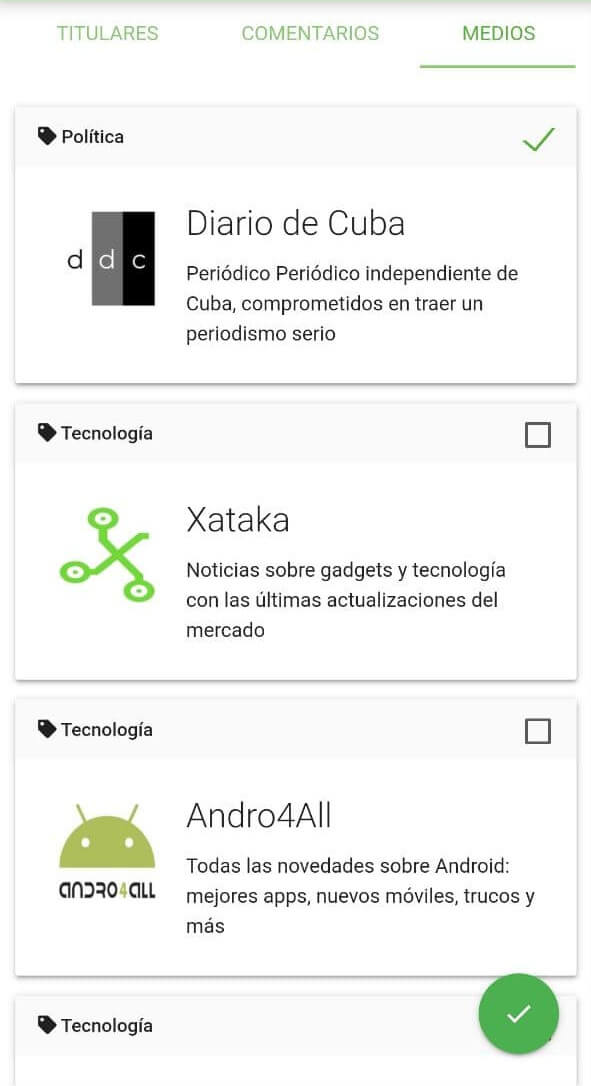 TITULARES COMENTARIOS MEDIOS
Política
d d c
Diario de Cuba
Periódico Periódico independiente de
Cuba, comprometidos en traer un
periodismo serio
Tecnología
Xataka
Noticias sobre gadgets y tecnología
con las últimas actualizaciones del
mercado
Tecnología
ANDRO4ALL
Andro4All
Todas las novedades sobre Android:
mejores apps, nuevos móviles, trucos y
más
Tecnología